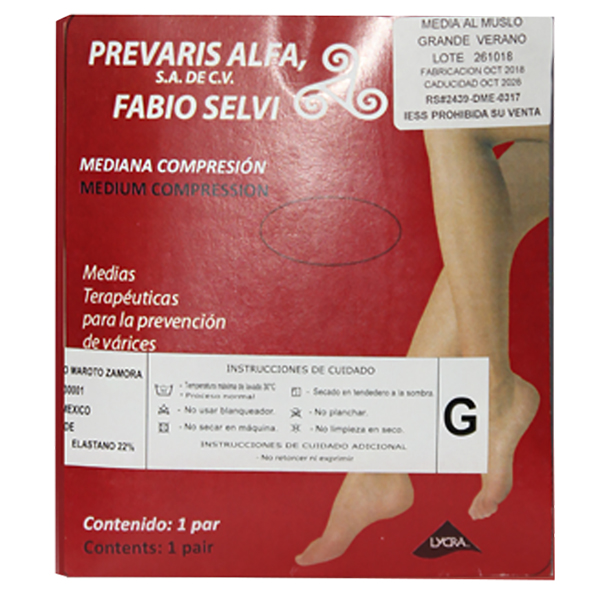 PREVARIS ALFA,
S.A. DE C.V.
FABIO SELVI
MEDIA AL MUSLO
GRANDE VERANO
LOTE 261018
FABRICACION OCT 2018
CADUCIDAD OCT 2026
RS#2439-DME-0317
IESS PROHIBIDA SU VENTA
MEDIANA COMPRESIÓN
MEDIUM COMPRESSION
Medias
Terapéuticas
para la prevención
de várices
O MAROTO ZAMORA
00001
MEXICO
DE
ELASTANO 22%
INSTRUCCIONES DE CUIDADO
- Temperatura máxima de lavado 30°C
* Proceso normal
- Secado en tendedero a la sombra.
- No usar blanqueador.
- No planchar.
- No secar en máquina.
- No limpieza en seco.
INSTRUCCIONES DE CUIDADO ADICIONAL
- No retorcer ni exprimir
G
Contenido: 1 par
Contents: 1 pair
LYCRA